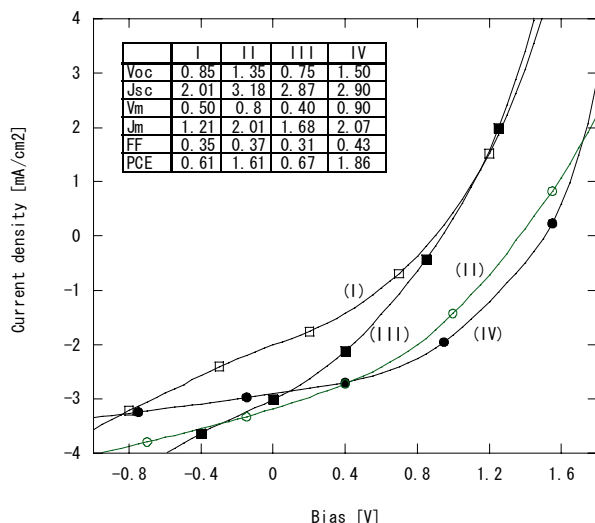 4
3
2
1
0
-1
-2
-3
-4
Current density [mA/cm2]
I II III IV
Voc 0.85 1.35 0.75 1.50
Jsc 2.01 3.18 2.87 2.90
Vm 0.50 0.8 0.40 0.90
Jm 1.21 2.01 1.68 2.07
FF 0.35 0.37 0.31 0.43
PCE 0.61 1.61 0.67 1.86
(I)
(II)
(III)
(IV)
-0.8 -0.4 0 0.4 0.8 1.2 1.6
Bias [V]